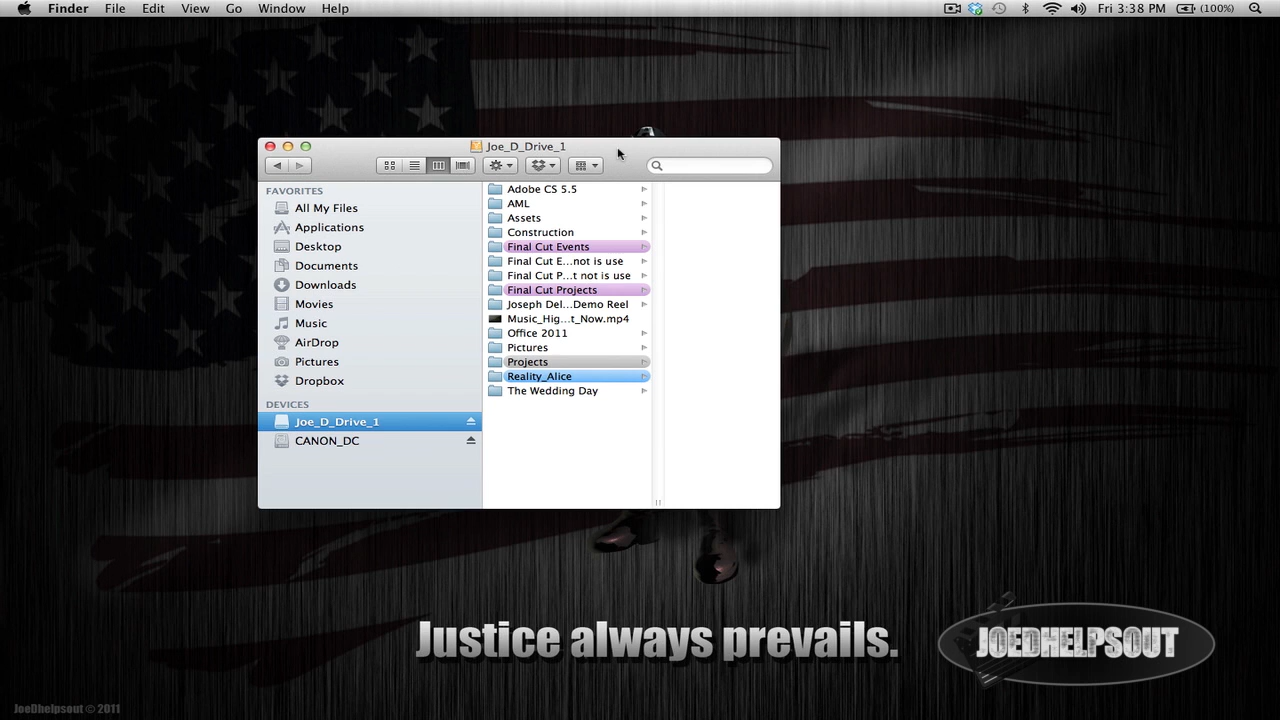 Finder File Edit View Go Window Help Fri 3:38 PM (100%)
Joe_D_Drive_1
FAVORITES
All My Files
Applications
Desktop
Documents
Downloads
Movies
Music
AirDrop
Pictures
Dropbox
DEVICES
Joe_D_Drive_1
CANON_DC
Adobe CS 5.5
AML
Assets
Construction
Final Cut Events
Final Cut E...not is use
Final Cut P...t not is use
Final Cut Projects
Joseph Del...Demo Reel
Music_Hig...t_Now.mp4
Office 2011
Pictures
Projects
Reality_Alice
The Wedding Day
Justice always prevails.
JOEDHELPSOUT
JoeDhelpsout © 2011